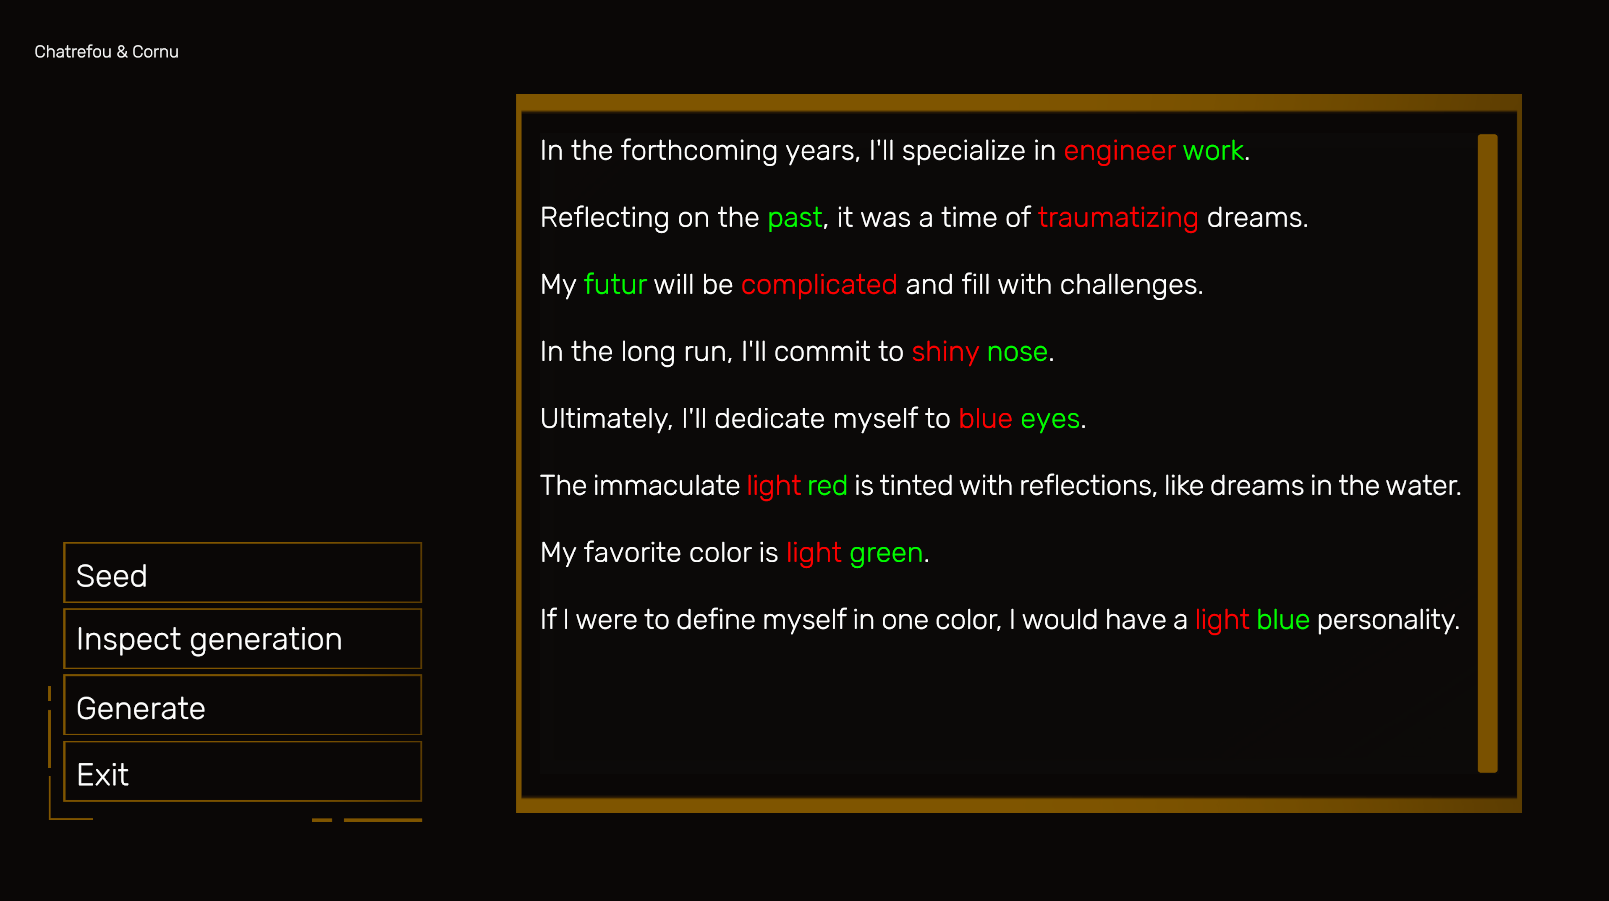 Chatrefou & Cornu
In the forthcoming years, I'll specialize in engineer work.
Reflecting on the past, it was a time of traumatizing dreams.
My futur will be complicated and fill with challenges.
In the long run, I'll commit to shiny nose.
Ultimately, I'll dedicate myself to blue eyes.
The immaculate light red is tinted with reflections, like dreams in the water.
My favorite color is light green.
If I were to define myself in one color, I would have a light blue personality.
Seed
Inspect generation
Generate
Exit